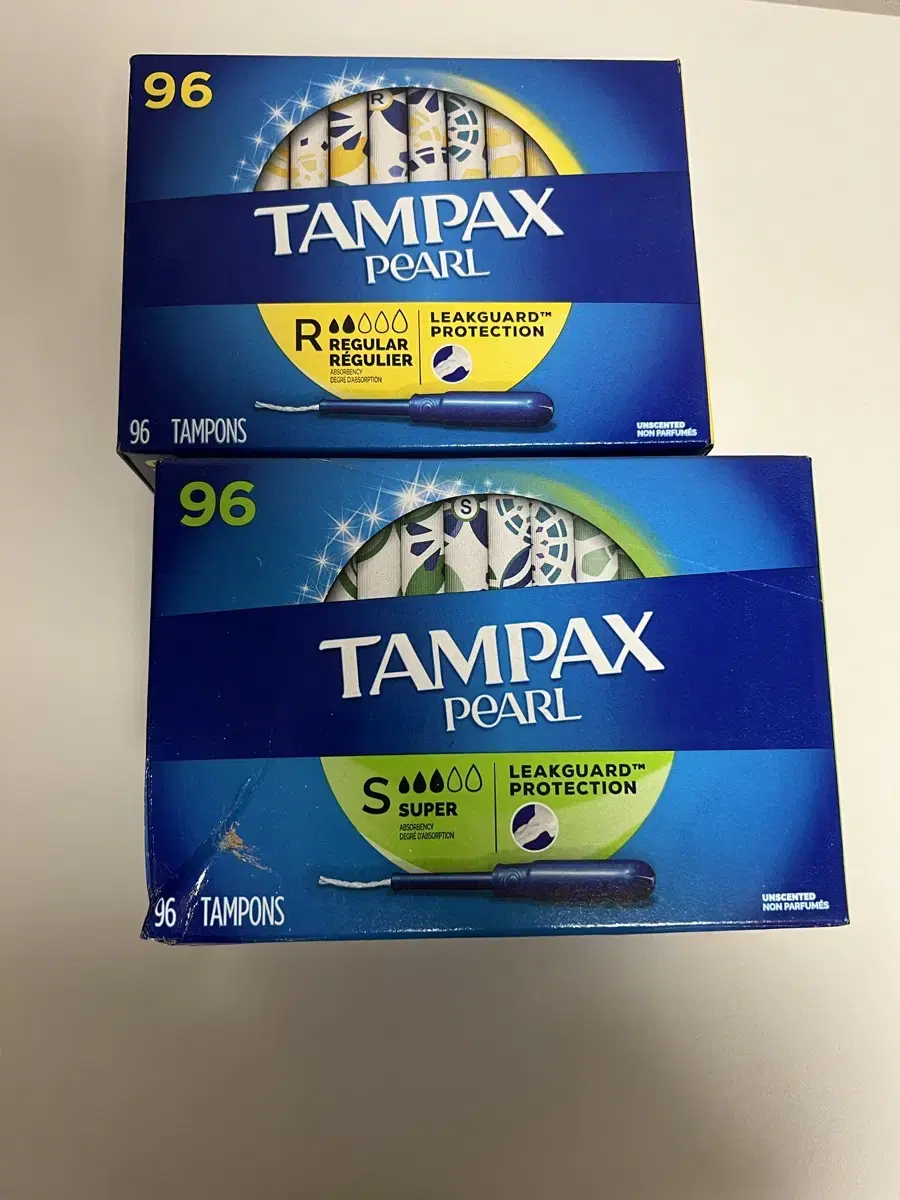 96
R
TAMPAX
PEARL
R
REGULAR
RÉGULIER
ABSORBENCY
DEGRÉ D'ABSORPTION
LEAKGUARD™
PROTECTION
96 TAMPONS
UNSCENTED
NON PARFUMÉS
96
S
TAMPAX
PEARL
S
SUPER
ABSORBENCY
DEGRÉ D'ABSORPTION
LEAKGUARD™
PROTECTION
96 TAMPONS
UNSCENTED
NON PARFUMÉS